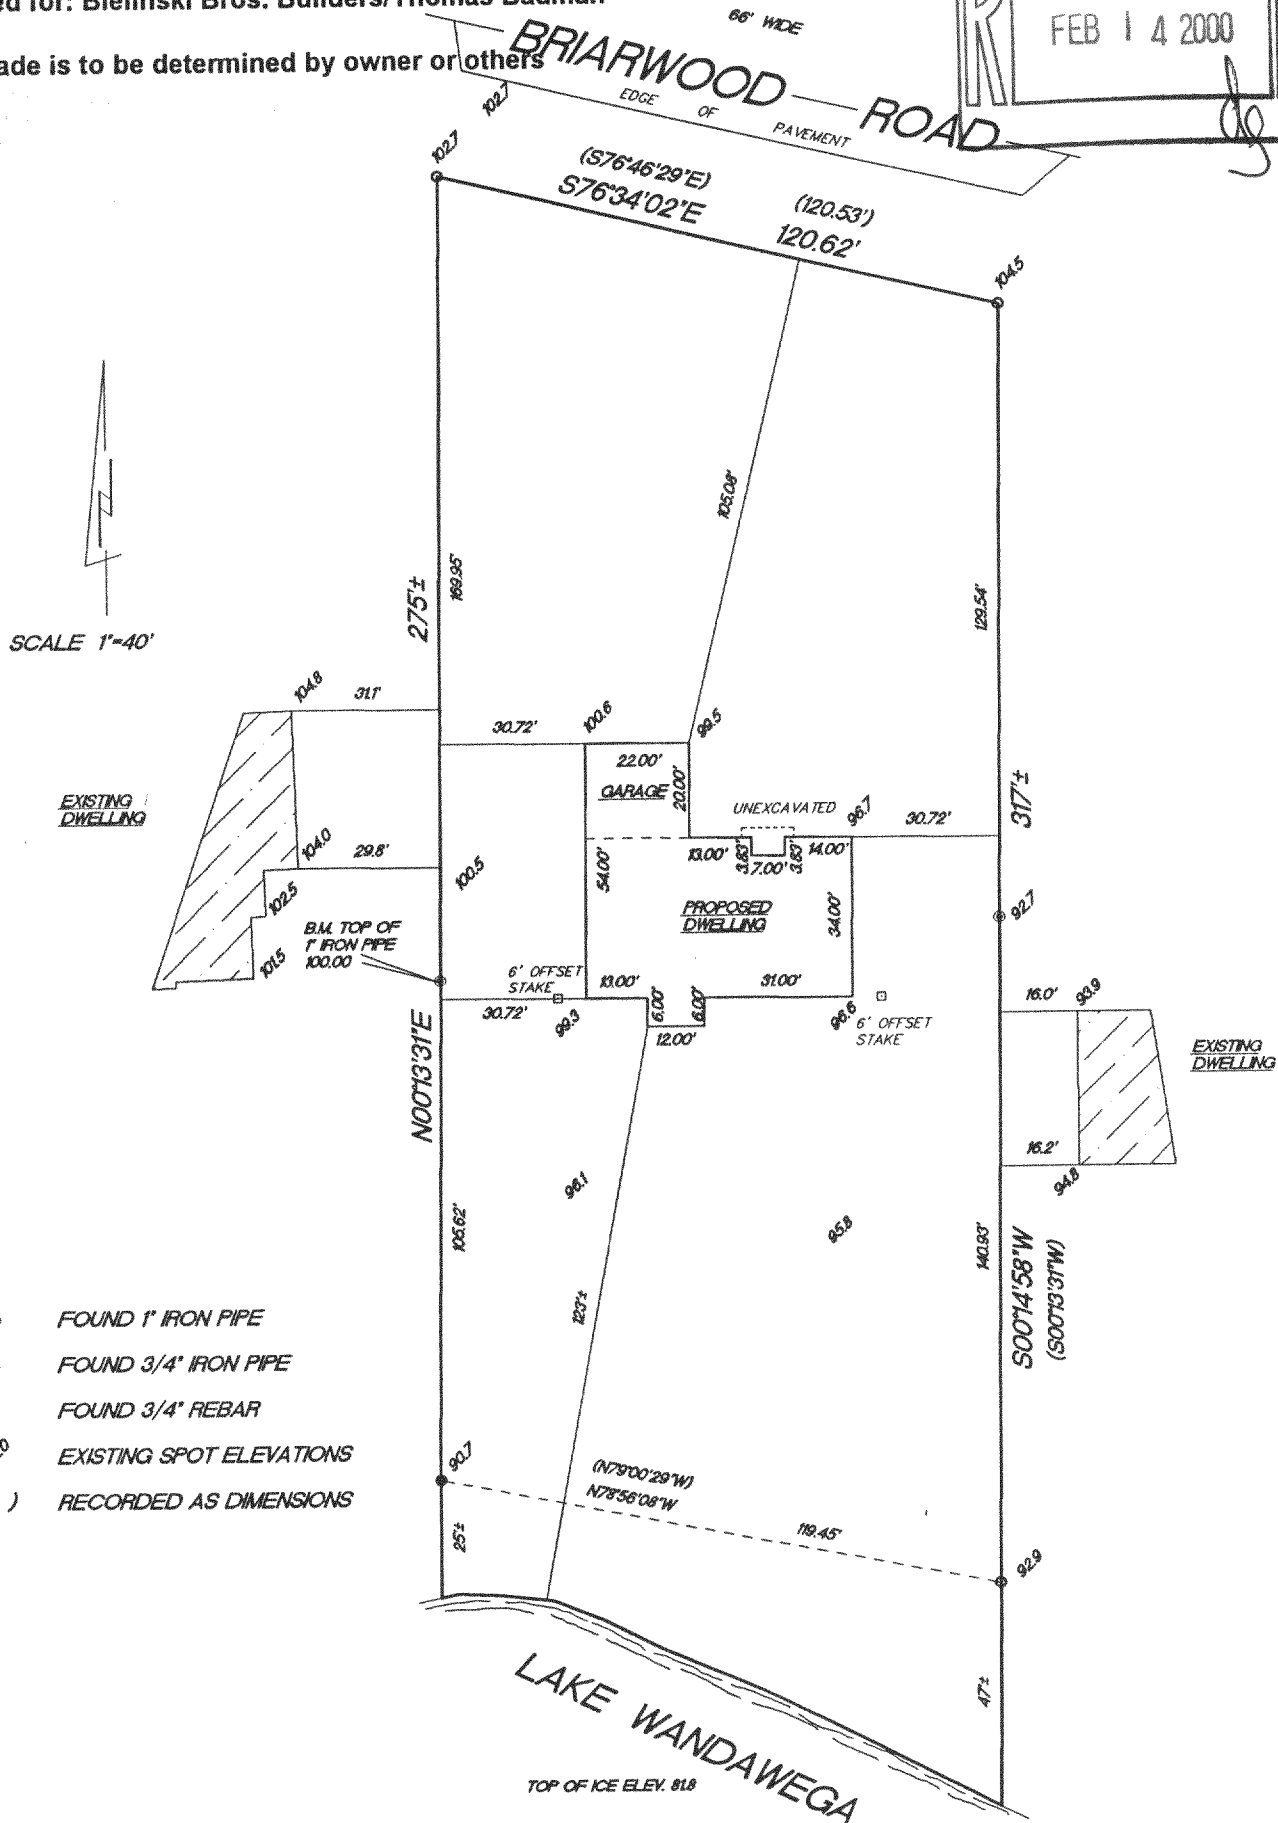 ed for: Bielinski Bros. Builders/Thomas Bauman
ade is to be determined by owner or others
66' WIDE
FEB 14 2000
BRIARWOOD ROAD
EDGE OF PAVEMENT
102.7
102.7
(S76°46'29"E)
S76°34'02"E
(120.53')
120.62'
104.5
105.08'
275'±
169.95'
129.54'
SCALE 1"=40'
104.8
31.1'
30.72'
100.6
99.5
22.00'
GARAGE
20.00'
317'±
EXISTING
DWELLING
UNEXCAVATED
96.7
30.72'
104.0
29.8'
100.5
54.00'
13.00'
3.83'
7.00'
3.83'
14.00'
102.5
PROPOSED
DWELLING
34.00'
92.7
101.5
B.M. TOP OF
1" IRON PIPE
100.00
6' OFFSET
STAKE
13.00'
31.00'
30.72'
99.3
6.00'
6.00'
12.00'
96.6
6' OFFSET
STAKE
16.0'
93.9
EXISTING
DWELLING
N00°13'31"E
16.2'
94.8
96.1
95.8
105.62'
140.93'
S00°14'58"W
(S00°13'31"W)
123'±
FOUND 1" IRON PIPE
FOUND 3/4" IRON PIPE
FOUND 3/4" REBAR
EXISTING SPOT ELEVATIONS
) RECORDED AS DIMENSIONS
90.7
(N79°00'29"W)
N78°56'08"W
119.45'
25'±
92.9
47'±
LAKE WANDAWEGA
TOP OF ICE ELEV. 81.8